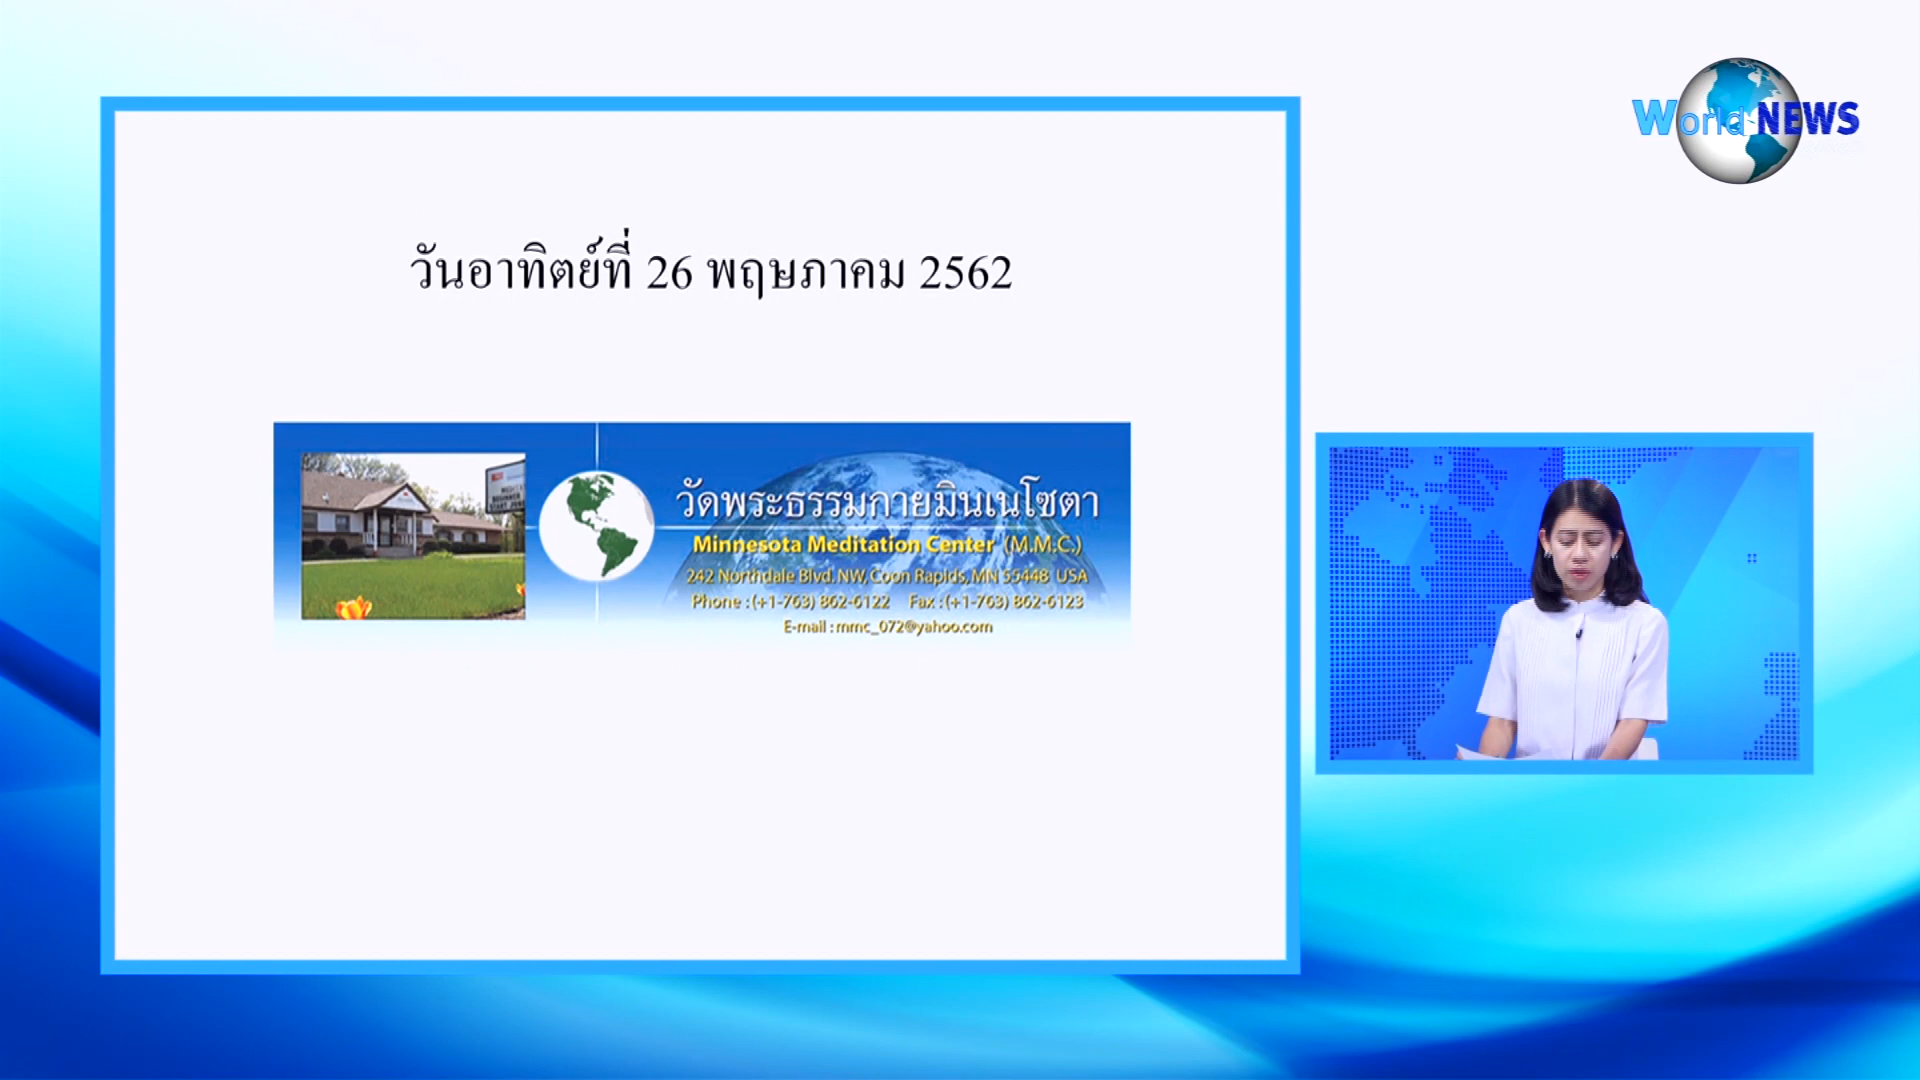 World NEWS
วันอาทิตย์ที่ 26 พฤษภาคม 2562
วัดพระธรรมกายมินเนโซตา
Minnesota Meditation Center (M.M.C.)
242 Northdale Blvd. NW, Coon Rapids, MN 55448 USA
Phone : (+1-763) 862-6122 Fax : (+1-763) 862-6123
E-mail : mmc_072@yahoo.com